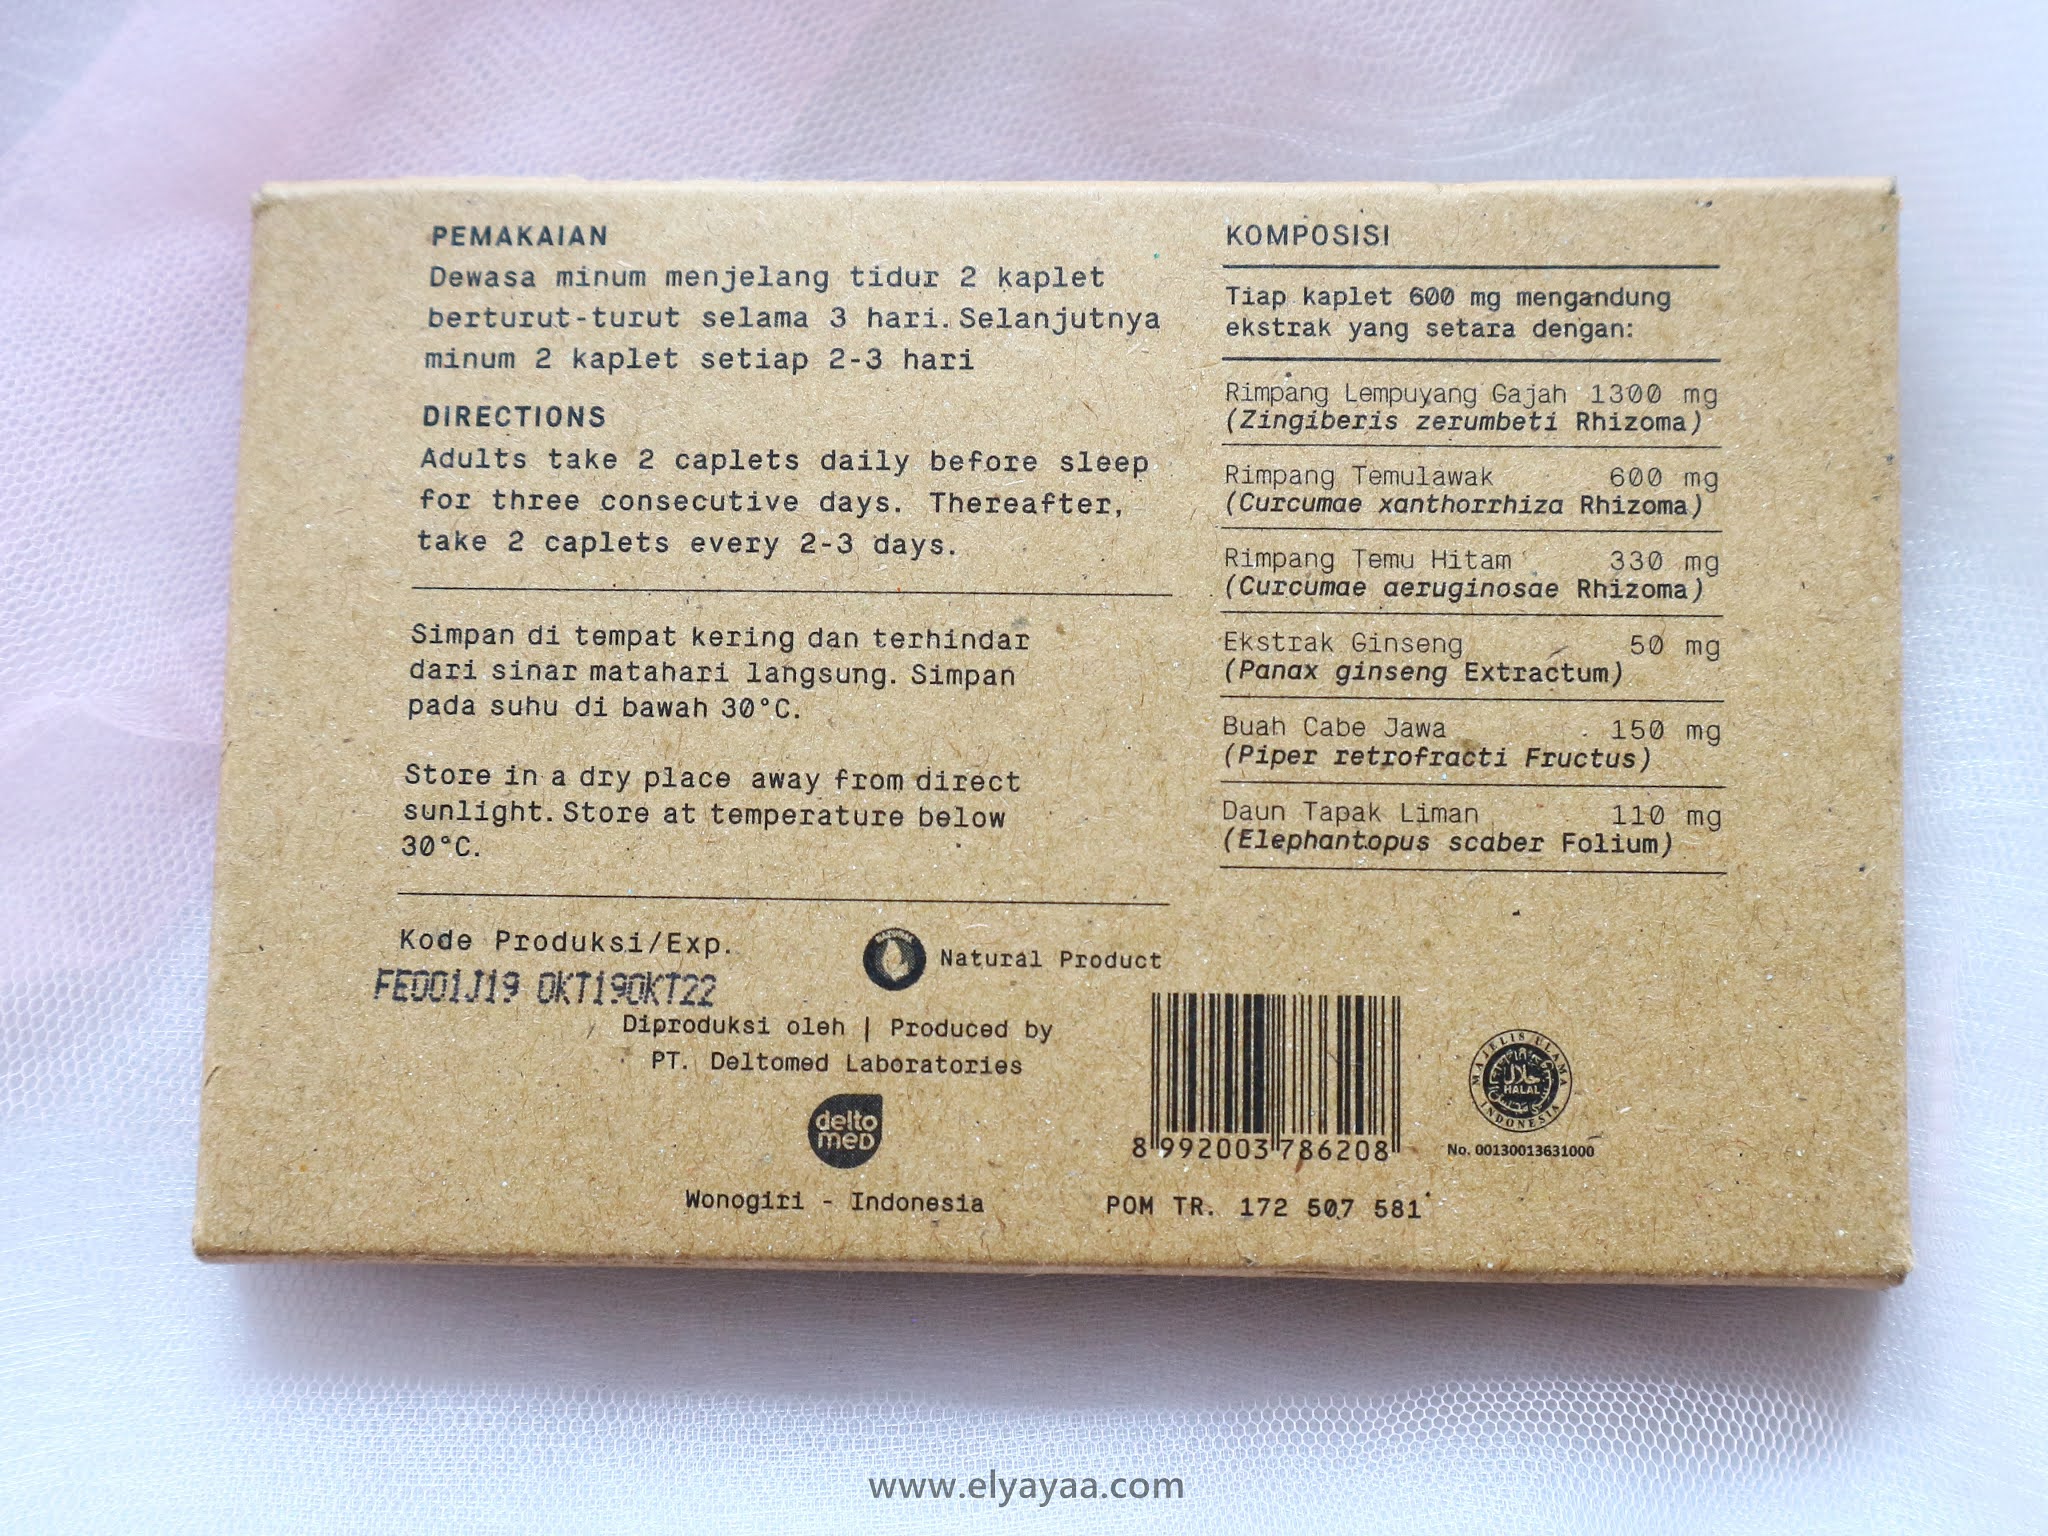 PEMAKAIAN
Dewasa minum menjelang tidur 2 kaplet
berturut-turut selama 3 hari. Selanjutnya
minum 2 kaplet setiap 2-3 hari
DIRECTIONS
Adults take 2 caplets daily before sleep
for three consecutive days. Thereafter,
take 2 caplets every 2-3 days.
Simpan di tempat kering dan terhindar
dari sinar matahari langsung. Simpan
pada suhu di bawah 30°C.
Store in a dry place away from direct
sunlight. Store at temperature below
30°C.
Kode Produksi/Exp.
FE001J19 OKT19OKT22
Natural Product
Diproduksi oleh | Produced by
PT. Deltomed Laboratories
delto
med
Wonogiri - Indonesia
KOMPOSISI
Tiap kaplet 600 mg mengandung
ekstrak yang setara dengan:
Rimpang Lempuyang Gajah 1300 mg
(Zingiberis zerumbeti Rhizoma)
Rimpang Temulawak 600 mg
(Curcumae xanthorrhiza Rhizoma)
Rimpang Temu Hitam 330 mg
(Curcumae aeruginosae Rhizoma)
Ekstrak Ginseng 50 mg
(Panax ginseng Extractum)
Buah Cabe Jawa 150 mg
(Piper retrofracti Fructus)
Daun Tapak Liman 110 mg
(Elephantopus scaber Folium)
8 992003 786208
POM TR. 172 507 581
MAJELIS ULAMA
حلال
HALAL
INDONESIA
No. 00130013631000
www.elyayaa.com